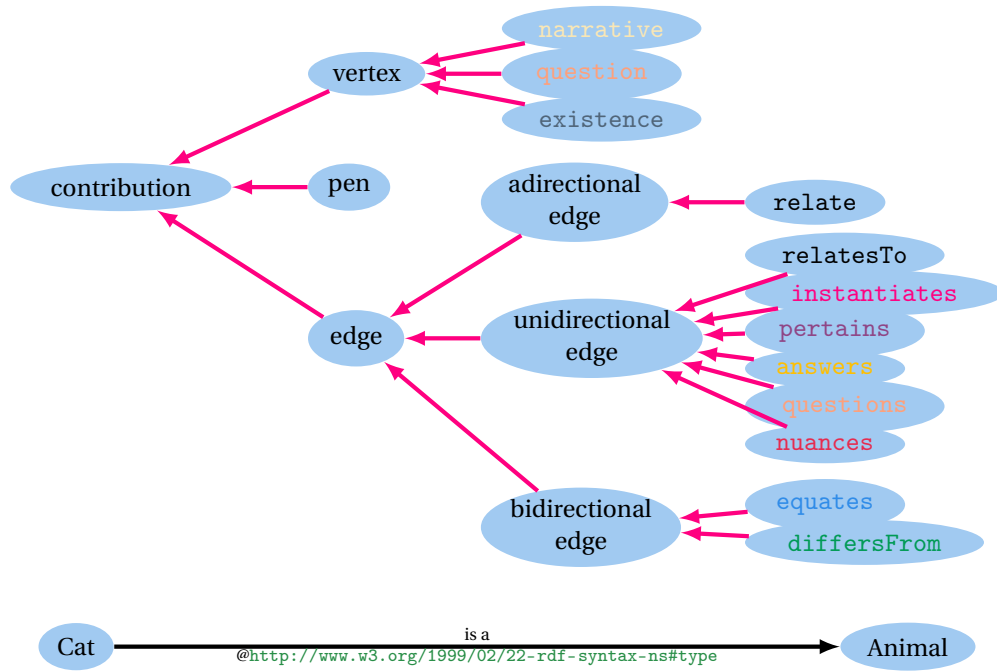 narrative
vertex
question
existence
contribution
pen
adirectional
edge
relate
relatesTo
instantiates
unidirectional
edge
pertains
edge
answers
questions
nuances
bidirectional
edge
equates
differsFrom
Cat
is a
@http://www.w3.org/1999/02/22-rdf-syntax-ns#type
Animal